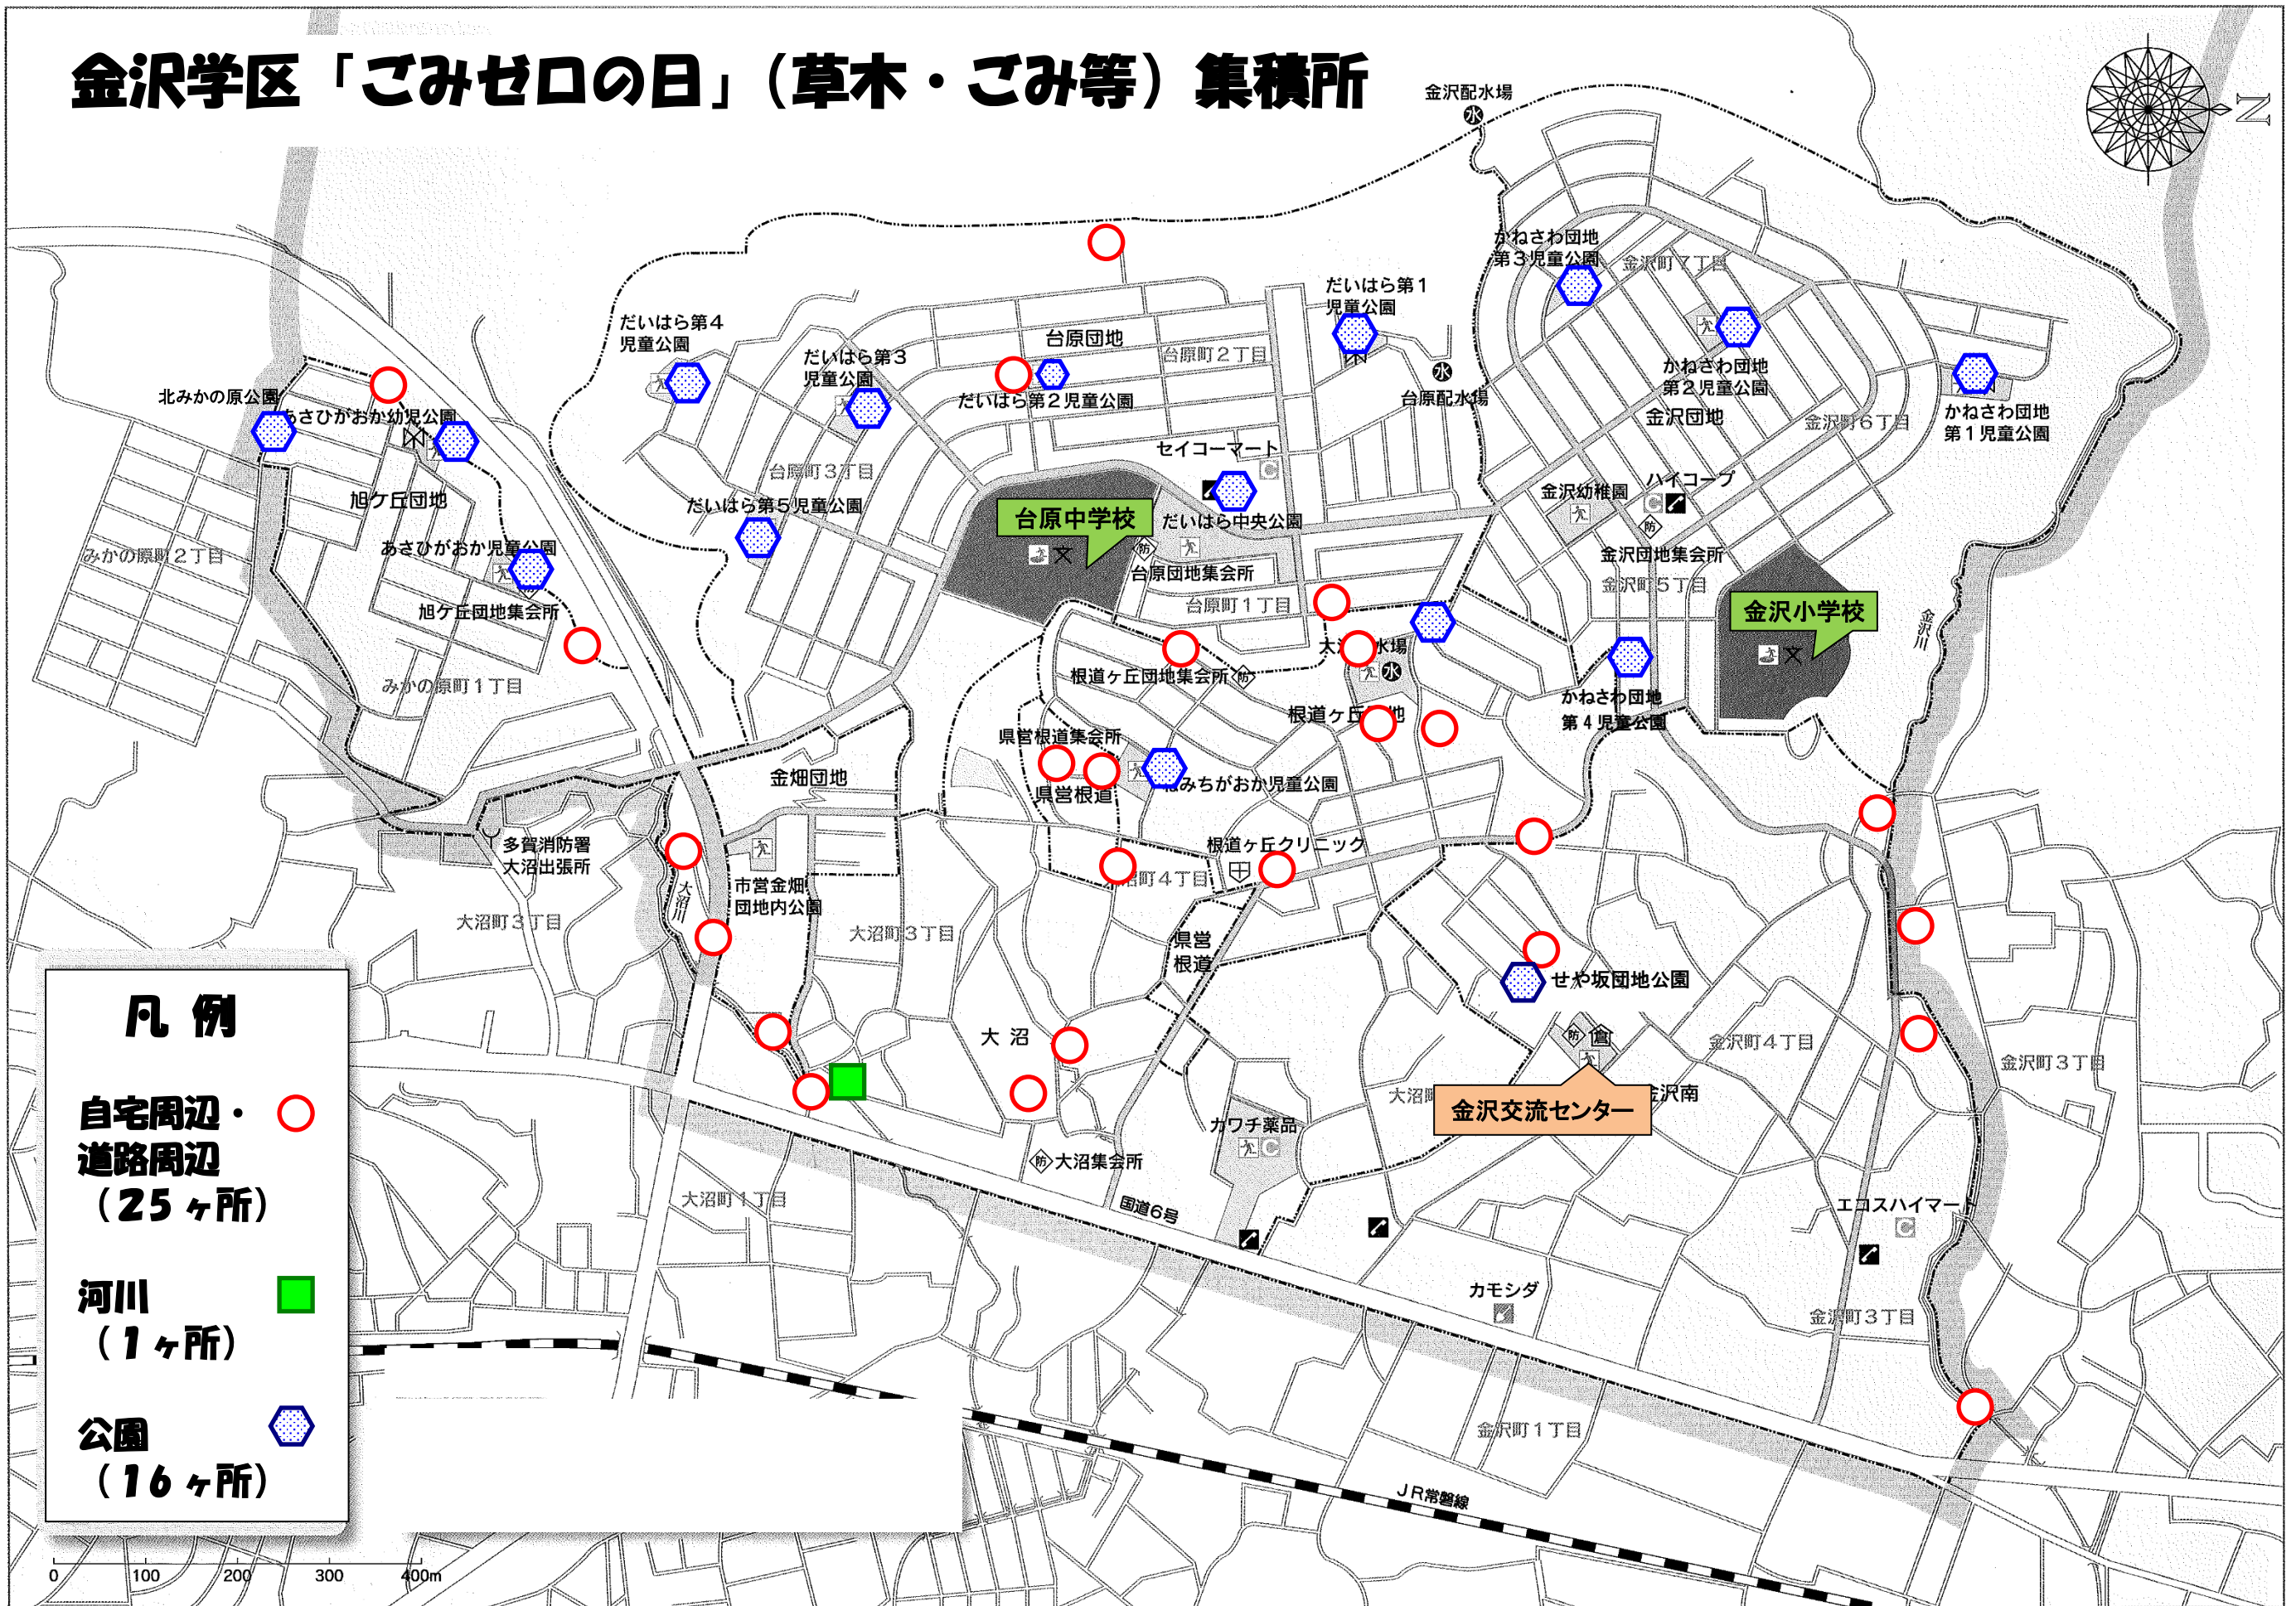 金沢学区「ごみゼロの日」(草木・ごみ等)集積所
金沢配水場
水
N
かねさわ団地
第3児童公園
金沢町7丁目
だいはら第1
児童公園
だいはら第4
児童公園
台原団地
台原町2丁目
だいはら第3
児童公園
かねさわ団地
第2児童公園
水
台原配水場
北みかの原公園
あさひがおか幼児公園
だいはら第2児童公園
金沢団地
金沢町6丁目
かねさわ団地
第1児童公園
セイコーマート
C
台原町3丁目
ハイコープ
C
金沢幼稚園
旭ケ丘団地
だいはら第5児童公園
台原中学校
文
だいはら中央公園
防
防
金沢団地集会所
みかの原町2丁目
あさひがおか児童公園
台原団地集会所
金沢町5丁目
旭ケ丘団地集会所
台原町1丁目
金沢小学校
文
金沢川
水場
水
根道ヶ丘団地集会所
防
みかの原町1丁目
かねさわ団地
第4児童公園
根道ヶ丘
地
県営根道集会所
金畑団地
県営根道
みちがおか児童公園
多賀消防署
大沼出張所
根道ヶ丘クリニック
大沼川
市営金畑
団地内公園
町4丁目
大沼町3丁目
大沼町3丁目
県営
根道
せや坂団地公園
凡 例
大 沼
防
倉
金沢町4丁目
金沢町3丁目
自宅周辺・
道路周辺
(25ヶ所)
大沼
金沢交流センター
金沢南
カワチ薬品
C
防
大沼集会所
大沼町1丁目
国道6号
エコスハイマート
C
河川
(1ヶ所)
カモシダ
金沢町3丁目
公園
(16ヶ所)
金沢町1丁目
JR常磐線
0 100 200 300 400m